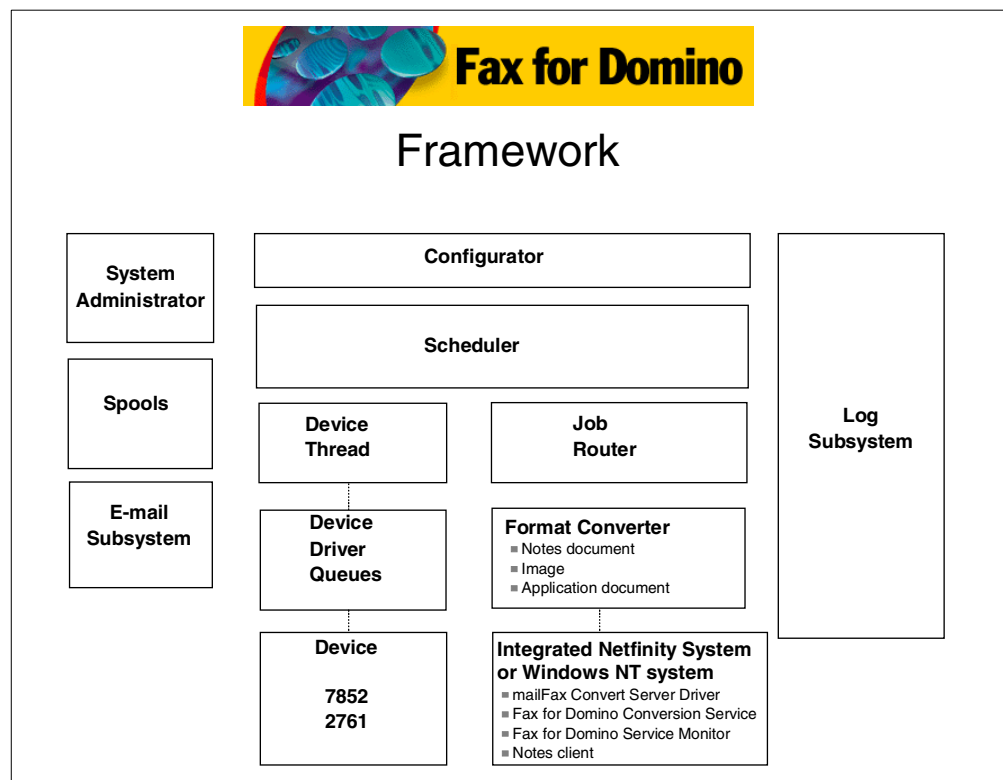 Fax for Domino
Framework
System
Administrator
Spools
E-mail
Subsystem
Configurator
Scheduler
Device
Thread
Device
Driver
Queues
Device
7852
2761
Job
Router
Format Converter
Notes document
Image
Application document
Integrated Netfinity System
or Windows NT system
mailFax Convert Server Driver
Fax for Domino Conversion Service
Fax for Domino Service Monitor
Notes client
Log
Subsystem